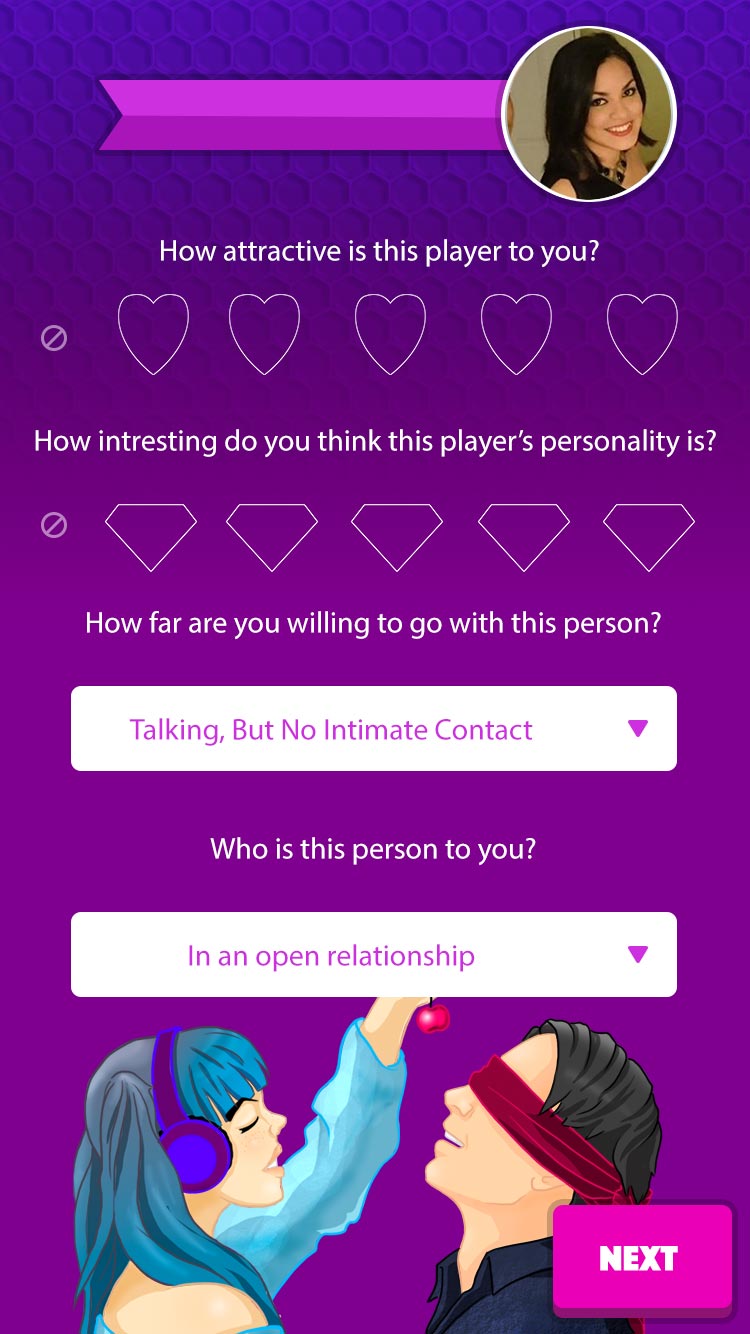 How attractive is this player to you?
How intresting do you think this player’s personality is?
How far are you willing to go with this person?
Talking, But No Intimate Contact
Who is this person to you?
In an open relationship
NEXT